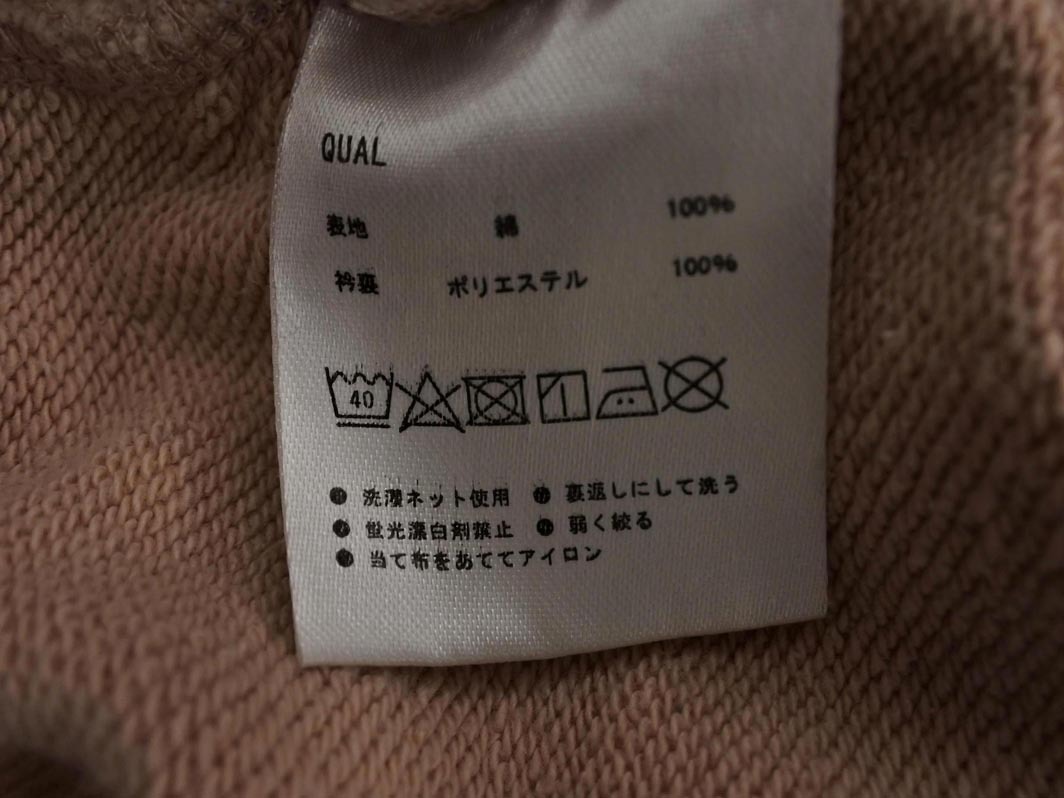 QUAL
表地 綿 100%
衿裏 ポリエステル 100%
40
● 洗濯ネット使用 ● 裏返しにして洗う
● 蛍光漂白剤禁止 ● 弱く絞る
● 当て布をあててアイロン